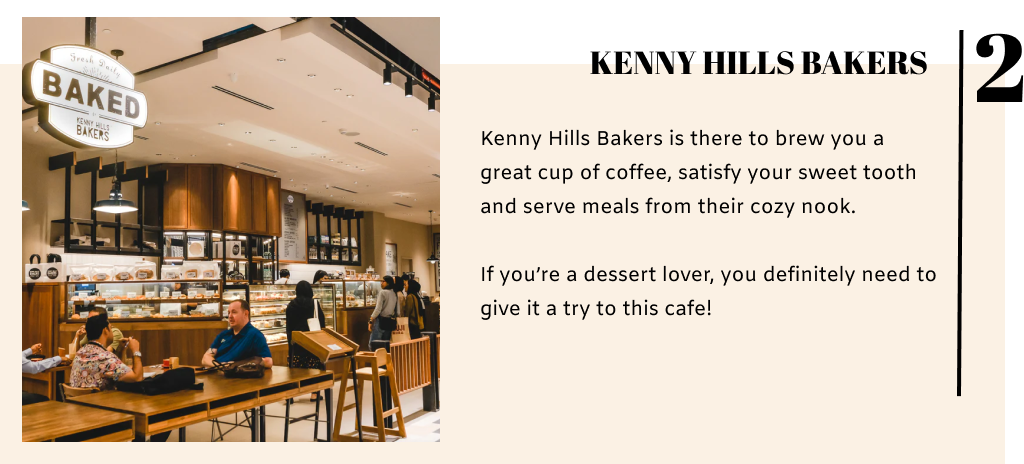 Fresh Daily
BAKED
by
KENNY HILLS
BAKERS
KENNY HILLS BAKERS
2
Kenny Hills Bakers is there to brew you a
great cup of coffee, satisfy your sweet tooth
and serve meals from their cozy nook.
If you’re a dessert lover, you definitely need to
give it a try to this cafe!